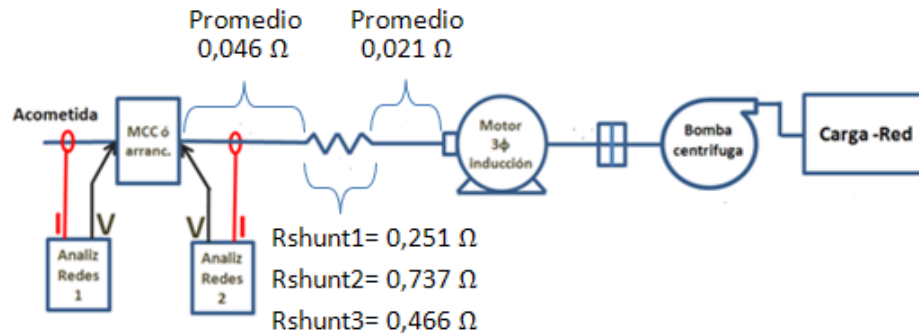 Promedio
0,046 Ω
Promedio
0,021 Ω
Acometida
MCC ó
arranc.
Motor
3ϕ
inducción
Bomba
centrifuga
Carga -Red
I
V
V
I
Analiz
Redes
1
Analiz
Redes
2
Rshunt1= 0,251 Ω
Rshunt2= 0,737 Ω
Rshunt3= 0,466 Ω